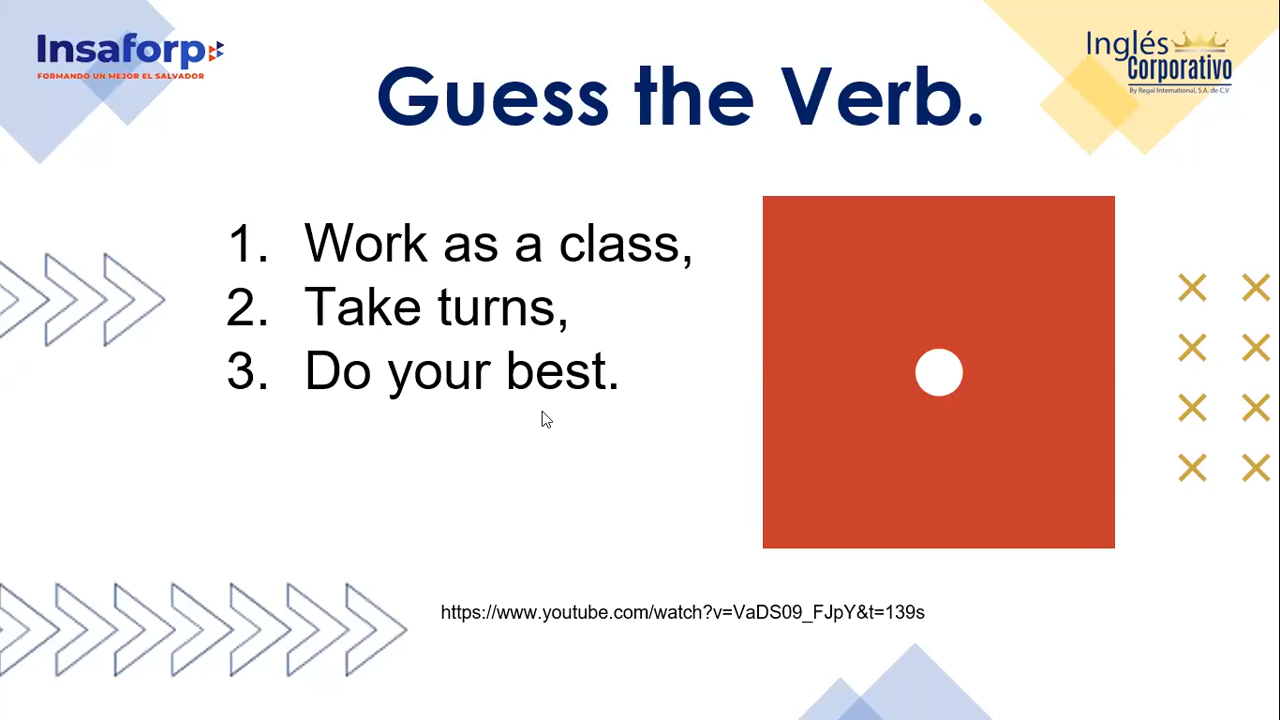 Insaforp
FORMANDO UN MEJOR EL SALVADOR
Inglés
Corporativo
By Regal International, S.A. de C.V
Guess the Verb.
1. Work as a class,
2. Take turns,
3. Do your best.
https://www.youtube.com/watch?v=VaDS09_FJpY&t=139s